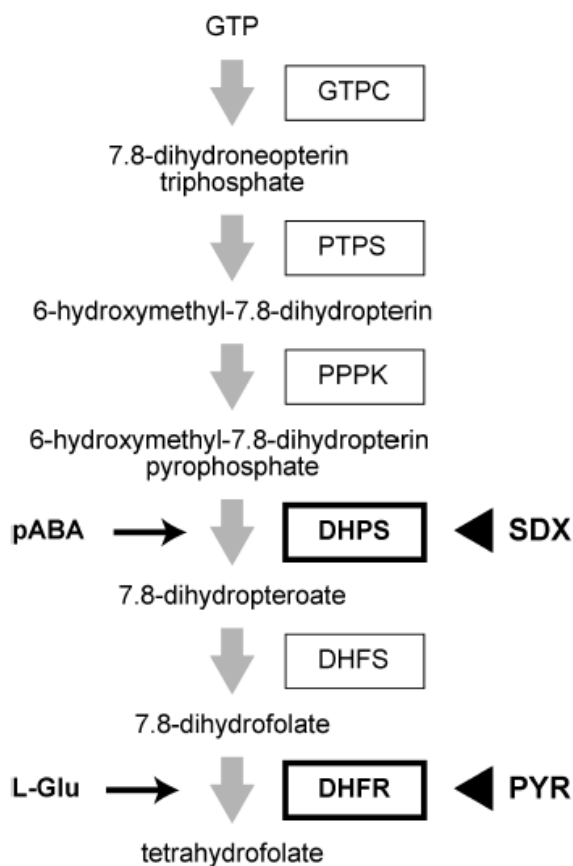 GTP
GTPC
7.8-dihydroneopterin
triphosphate
PTPS
6-hydroxymethyl-7.8-dihydropterin
PPPK
6-hydroxymethyl-7.8-dihydropterin
pyrophosphate
pABA
DHPS
SDX
7.8-dihydropteroate
DHFS
7.8-dihydrofolate
L-Glu
DHFR
PYR
tetrahydrofolate